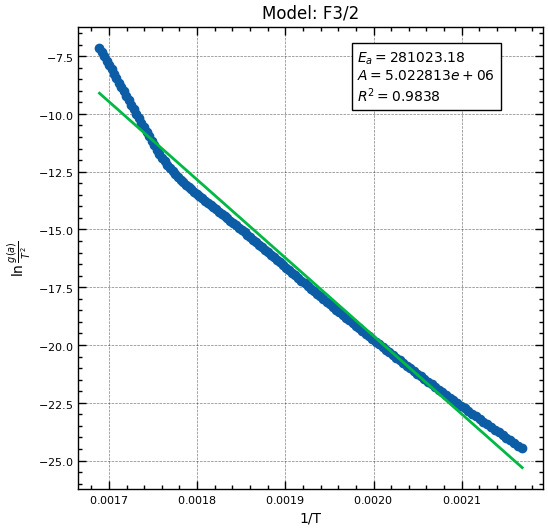 Model: F3/2
E_a = 281023.18
A = 5.022813e + 06
R^2 = 0.9838
−7.5
−10.0
−12.5
−15.0
−17.5
−20.0
−22.5
−25.0
ln g(a)/T^2
0.0017 0.0018 0.0019 0.0020 0.0021
1/T